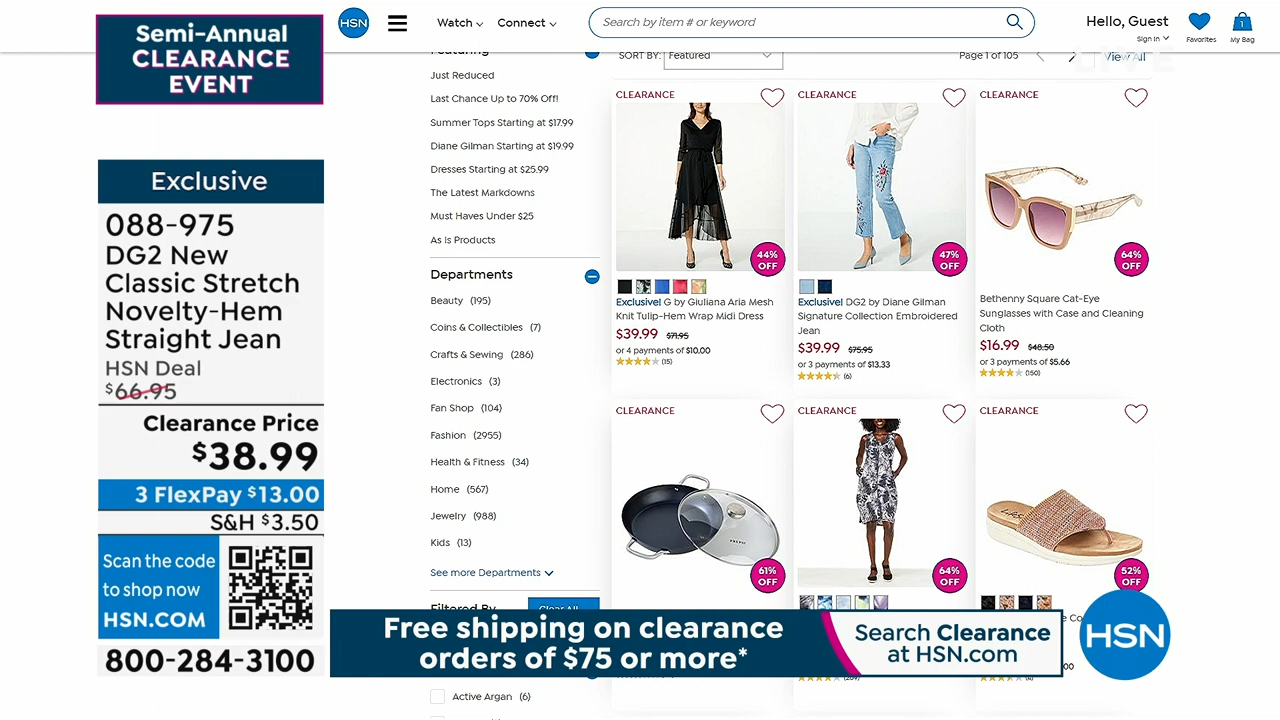 Semi-Annual
CLEARANCE
EVENT
HSN
Watch
Connect
Search by item # or keyword
Hello, Guest
Sign In
Favorites
1
My Bag
LIVE
Exclusive
088-975
DG2 New
Classic Stretch
Novelty-Hem
Straight Jean
HSN Deal
$66.95
Clearance Price
$38.99
3 FlexPay $13.00
S&H $3.50
Scan the code
to shop now
HSN.COM
800-284-3100
Featuring
Just Reduced
Last Chance Up to 70% Off!
Summer Tops Starting at $17.99
Diane Gilman Starting at $19.99
Dresses Starting at $25.99
The Latest Markdowns
Must Haves Under $25
As Is Products
Departments
Beauty (195)
Coins & Collectibles (7)
Crafts & Sewing (286)
Electronics (3)
Fan Shop (104)
Fashion (2955)
Health & Fitness (34)
Home (567)
Jewelry (988)
Kids (13)
See more Departments
Filtered By
Clear All
Active Argan (6)
SORT BY: Featured
Page 1 of 105
View All
CLEARANCE
44%
OFF
Exclusive! G by Giuliana Aria Mesh
Knit Tulip-Hem Wrap Midi Dress
$39.99 $71.95
or 4 payments of $10.00
(15)
CLEARANCE
47%
OFF
Exclusive! DG2 by Diane Gilman
Signature Collection Embroidered
Jean
$39.99 $75.95
or 3 payments of $13.33
(6)
CLEARANCE
64%
OFF
Bethenny Square Cat-Eye
Sunglasses with Case and Cleaning
Cloth
$16.99 $48.50
or 3 payments of $5.66
(150)
CLEARANCE
61%
OFF
CLEARANCE
64%
OFF
CLEARANCE
52%
OFF
Free shipping on clearance
orders of $75 or more*
Search Clearance
at HSN.com
HSN